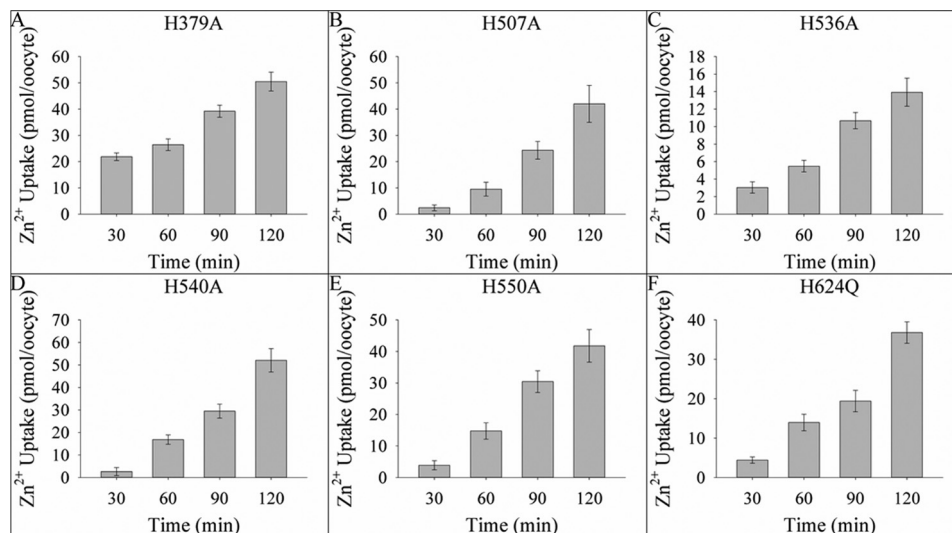 A
H379A
Zn2+ Uptake (pmol/oocyte)
60
50
40
30
20
10
0
30 60 90 120
Time (min)
B
H507A
Zn2+ Uptake (pmol/oocyte)
60
50
40
30
20
10
0
30 60 90 120
Time (min)
C
H536A
Zn2+ Uptake (pmol/oocyte)
18
16
14
12
10
8
6
4
2
0
30 60 90 120
Time (min)
D
H540A
Zn2+ Uptake (pmol/oocyte)
70
60
50
40
30
20
10
0
30 60 90 120
Time (min)
E
H550A
Zn2+ Uptake (pmol/oocyte)
50
40
30
20
10
0
30 60 90 120
Time (min)
F
H624Q
Zn2+ Uptake (pmol/oocyte)
40
30
20
10
0
30 60 90 120
Time (min)